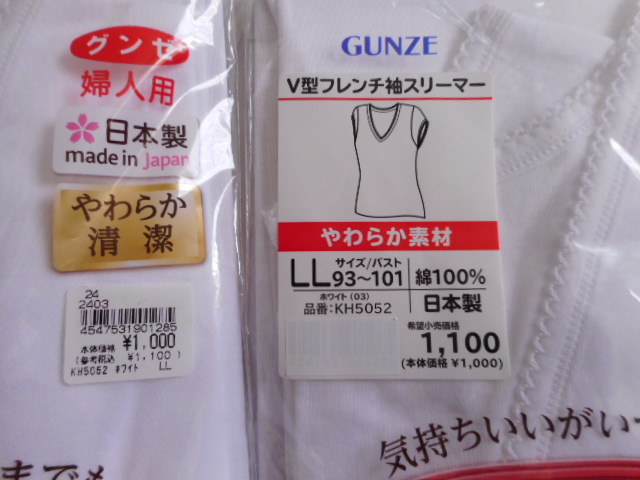 グンゼ
婦人用
日本製
made in Japan
やわらか
清潔
24
2403
4547531901285
本体価格 ¥1,000
(参考税込 ¥1,100)
KH5052 ホワイト LL
までも
GUNZE
V型フレンチ袖スリーマー
やわらか素材
LL サイズ/バスト 93～101 綿100%
ホワイト(03)
品番:KH5052 日本製
希望小売価格
1,100
(本体価格 ¥1,000)
気持ちいいがいー